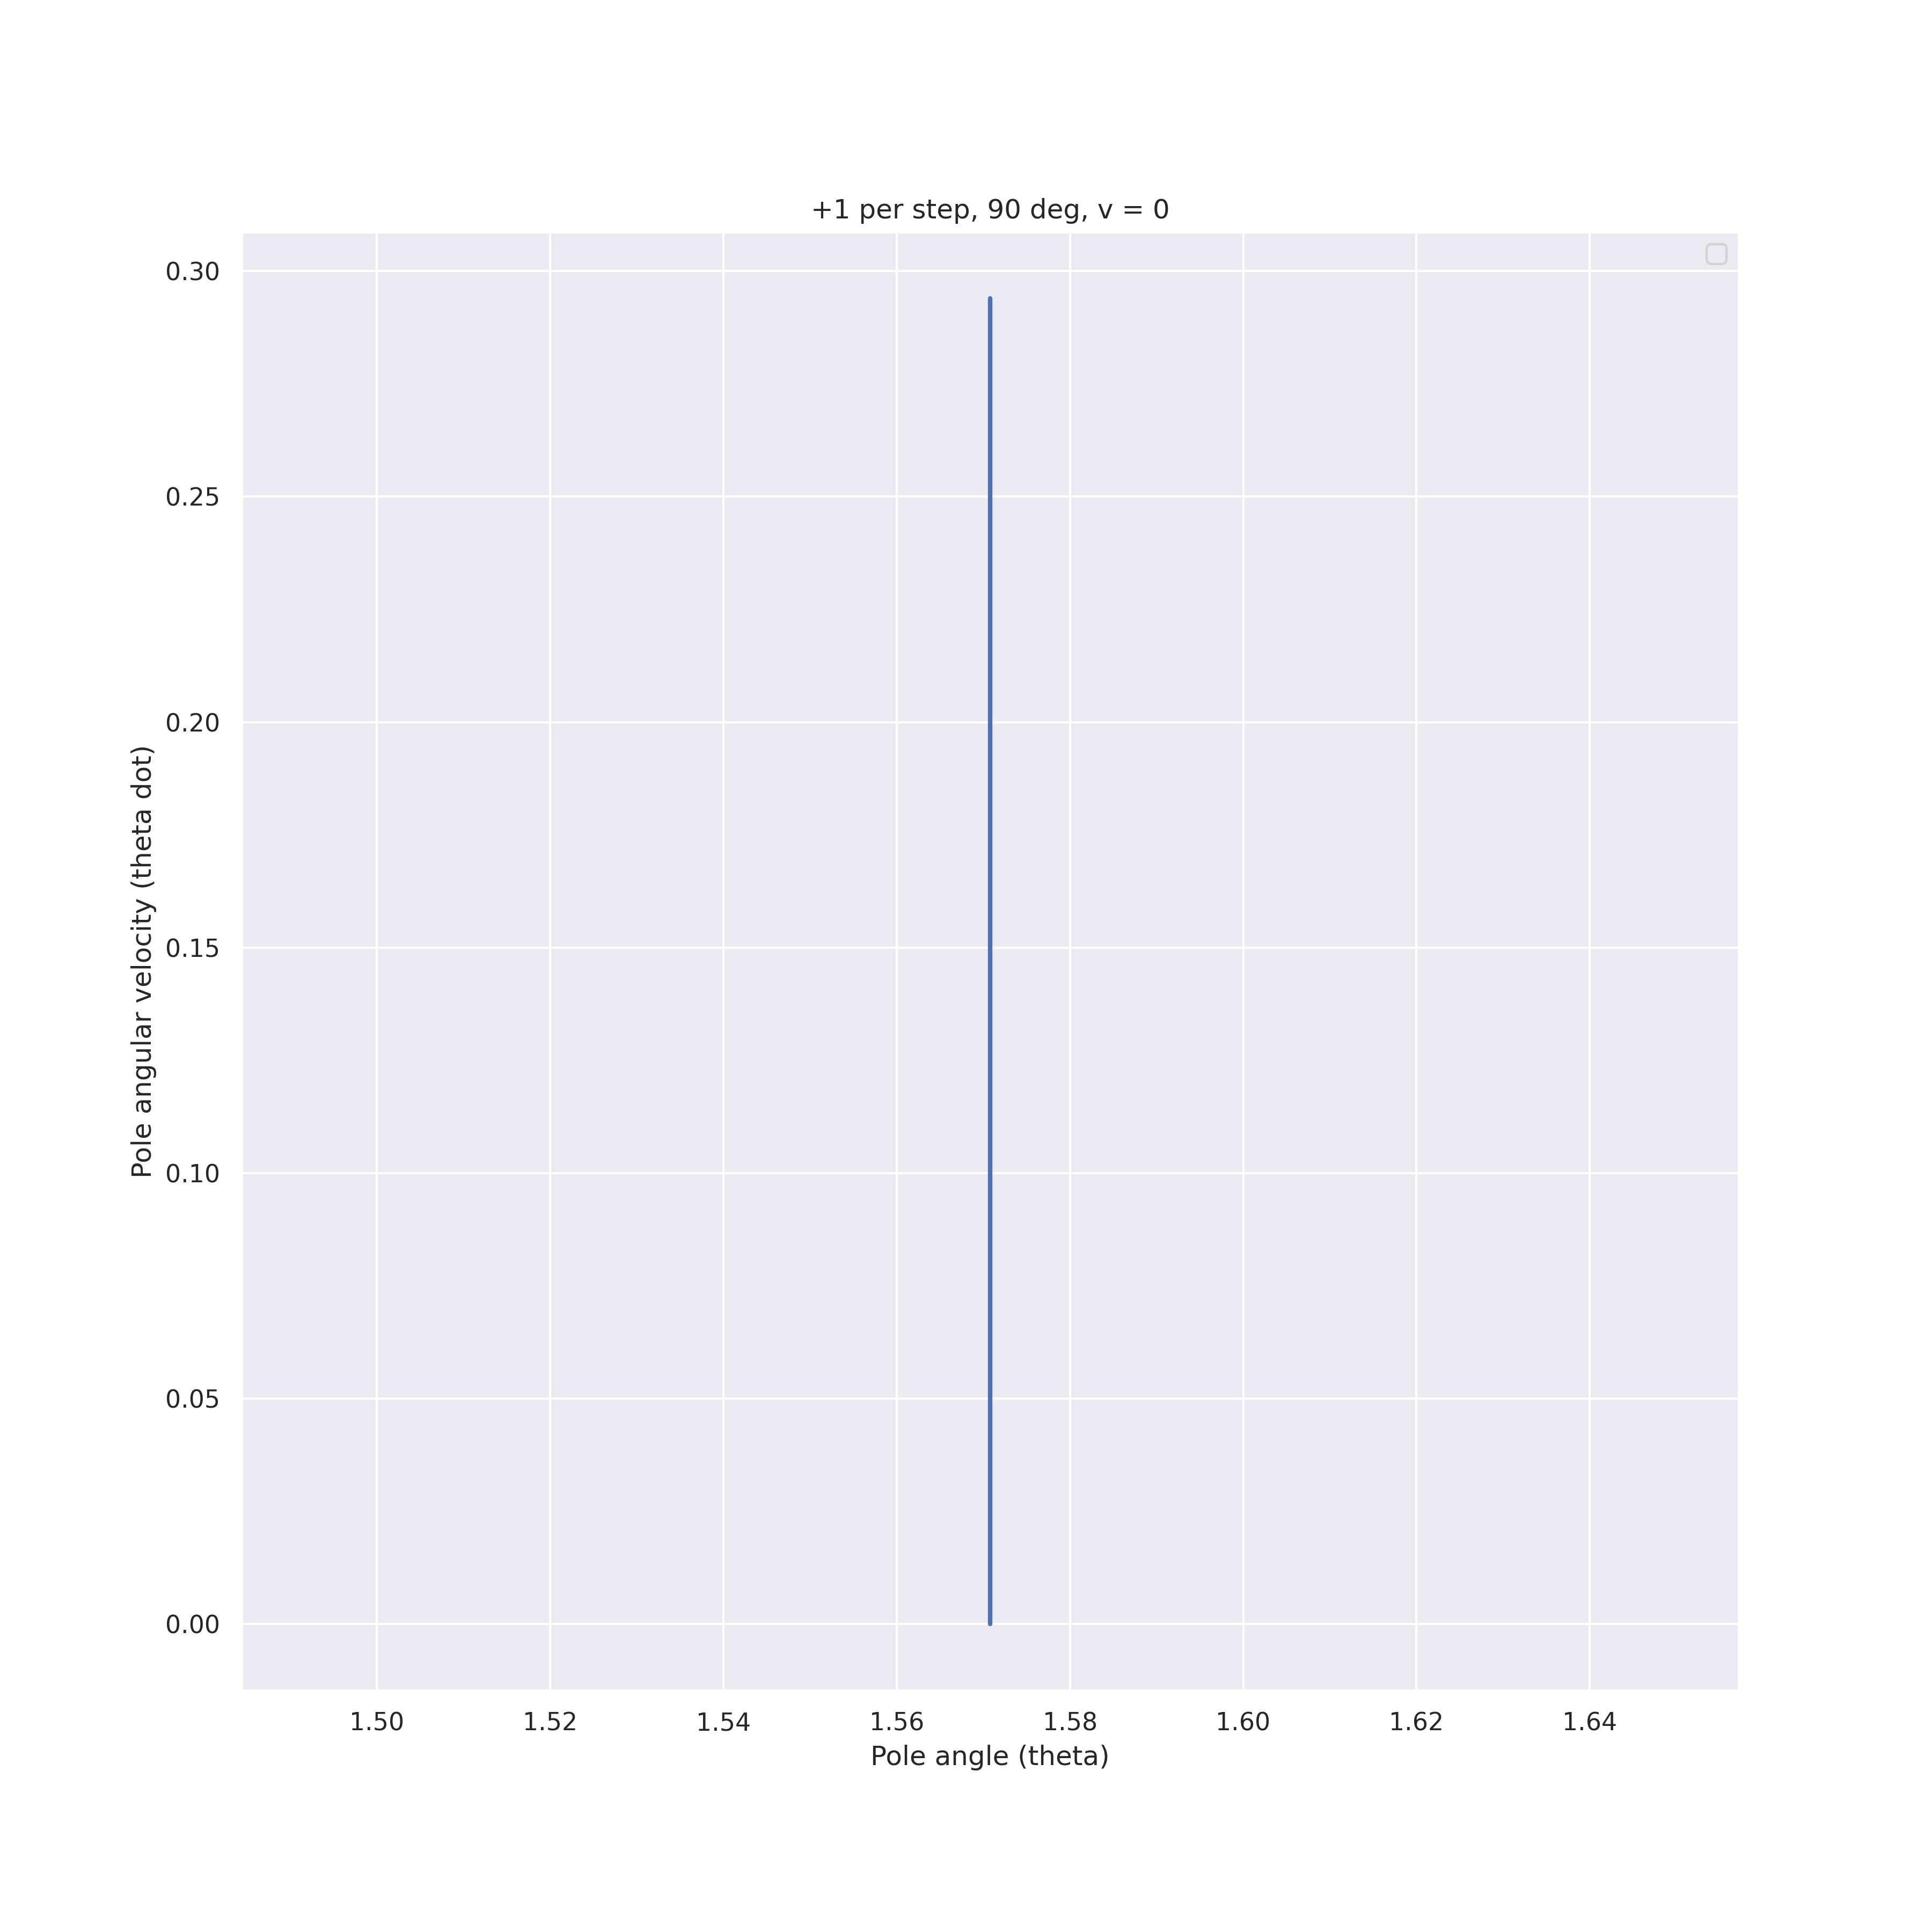 +1 per step, 90 deg, v = 0
0.30
0.25
0.20
0.15
0.10
0.05
0.00
Pole angular velocity (theta dot)
1.50 1.52 1.54 1.56 1.58 1.60 1.62 1.64
Pole angle (theta)